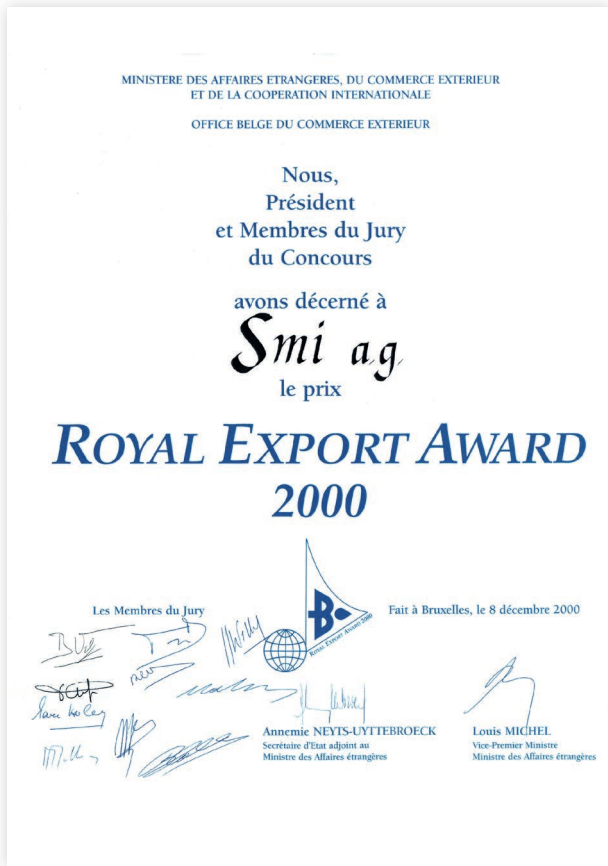 MINISTERE DES AFFAIRES ETRANGERES, DU COMMERCE EXTERIEUR
ET DE LA COOPERATION INTERNATIONALE
OFFICE BELGE DU COMMERCE EXTERIEUR
Nous,
Président
et Membres du Jury
du Concours
avons décerné à
Smi a.g.
le prix
ROYAL EXPORT AWARD
2000
B
ROYAL EXPORT AWARD 2000
Les Membres du Jury
Fait à Bruxelles, le 8 décembre 2000
Annemie NEYTS-UYTTEBROECK
Secrétaire d'Etat adjoint au
Ministre des Affaires étrangères
Louis MICHEL
Vice-Premier Ministre
Ministre des Affaires étrangères